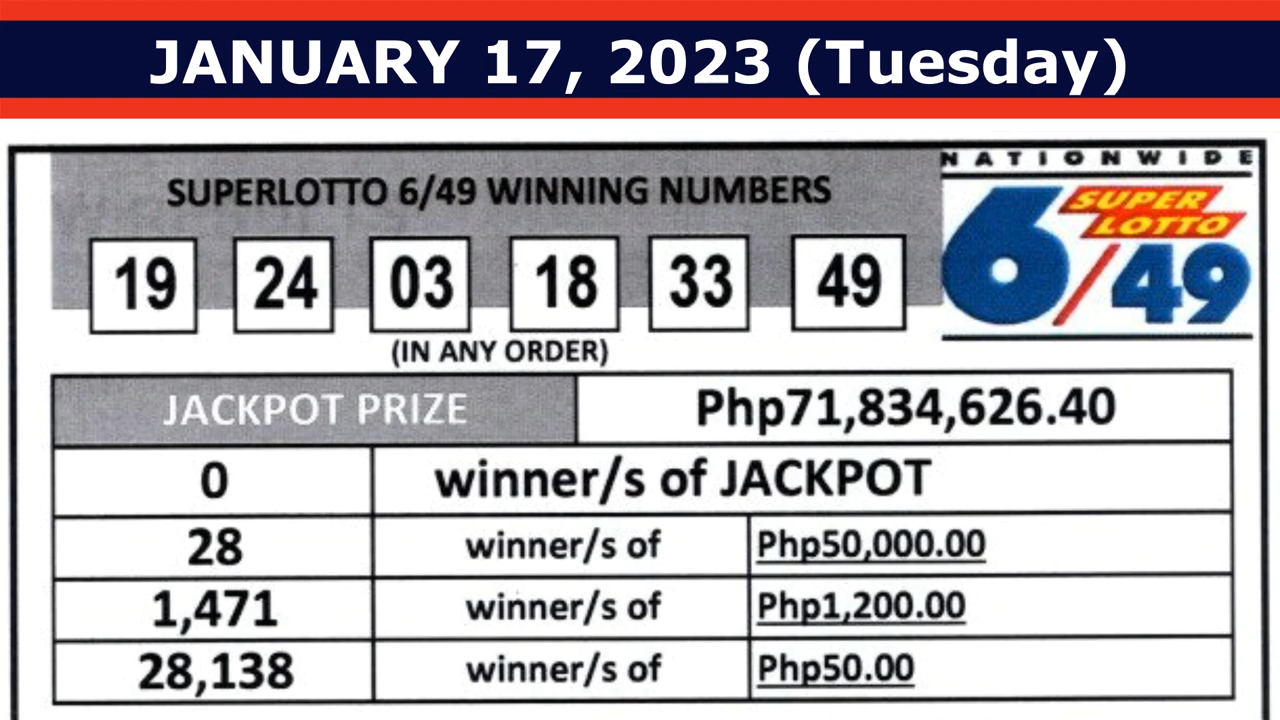 JANUARY 17, 2023 (Tuesday)
NATIONWIDE
SUPERLOTTO 6/49 WINNING NUMBERS
SUPER
LOTTO
6/49
19 24 03 18 33 49
(IN ANY ORDER)
JACKPOT PRIZE Php71,834,626.40
0 winner/s of JACKPOT
28 winner/s of Php50,000.00
1,471 winner/s of Php1,200.00
28,138 winner/s of Php50.00